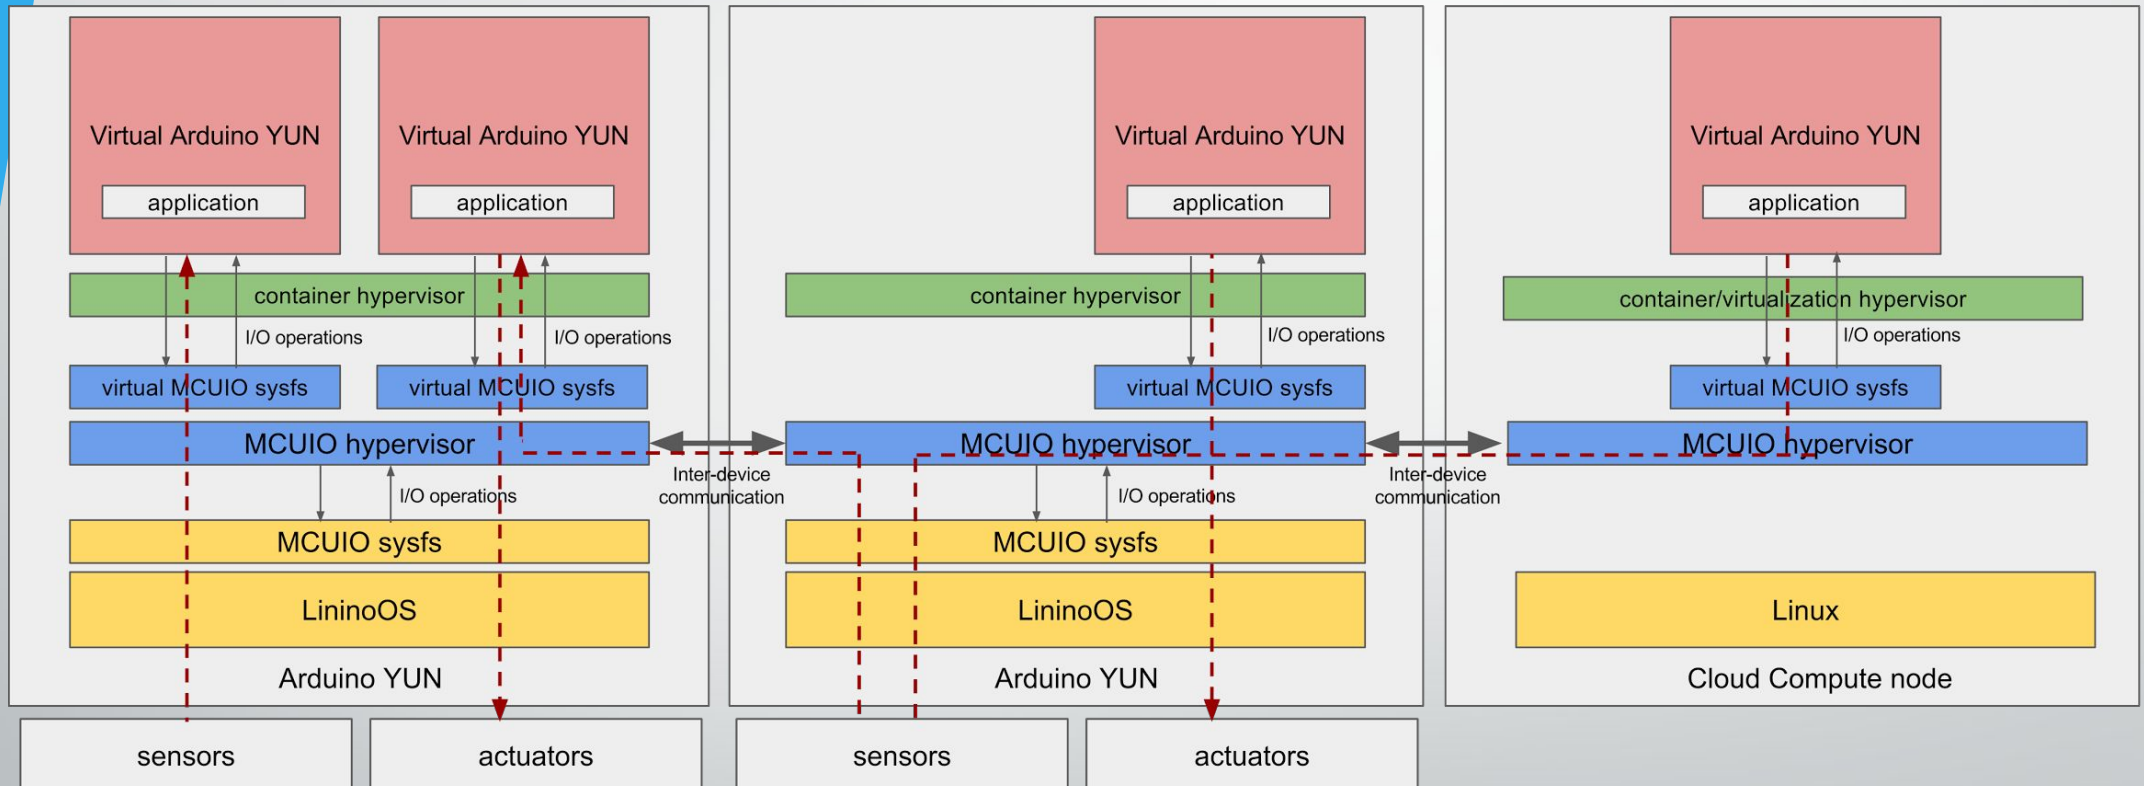 Virtual Arduino YUN
application
Virtual Arduino YUN
application
container hypervisor
I/O operations
I/O operations
virtual MCUIO sysfs
virtual MCUIO sysfs
MCUIO hypervisor
I/O operations
MCUIO sysfs
LininoOS
Arduino YUN
sensors
actuators
Inter-device
communication
Virtual Arduino YUN
application
container hypervisor
I/O operations
virtual MCUIO sysfs
MCUIO hypervisor
I/O operations
MCUIO sysfs
LininoOS
Arduino YUN
sensors
actuators
Inter-device
communication
Virtual Arduino YUN
application
container/virtualization hypervisor
I/O operations
virtual MCUIO sysfs
MCUIO hypervisor
Linux
Cloud Compute node